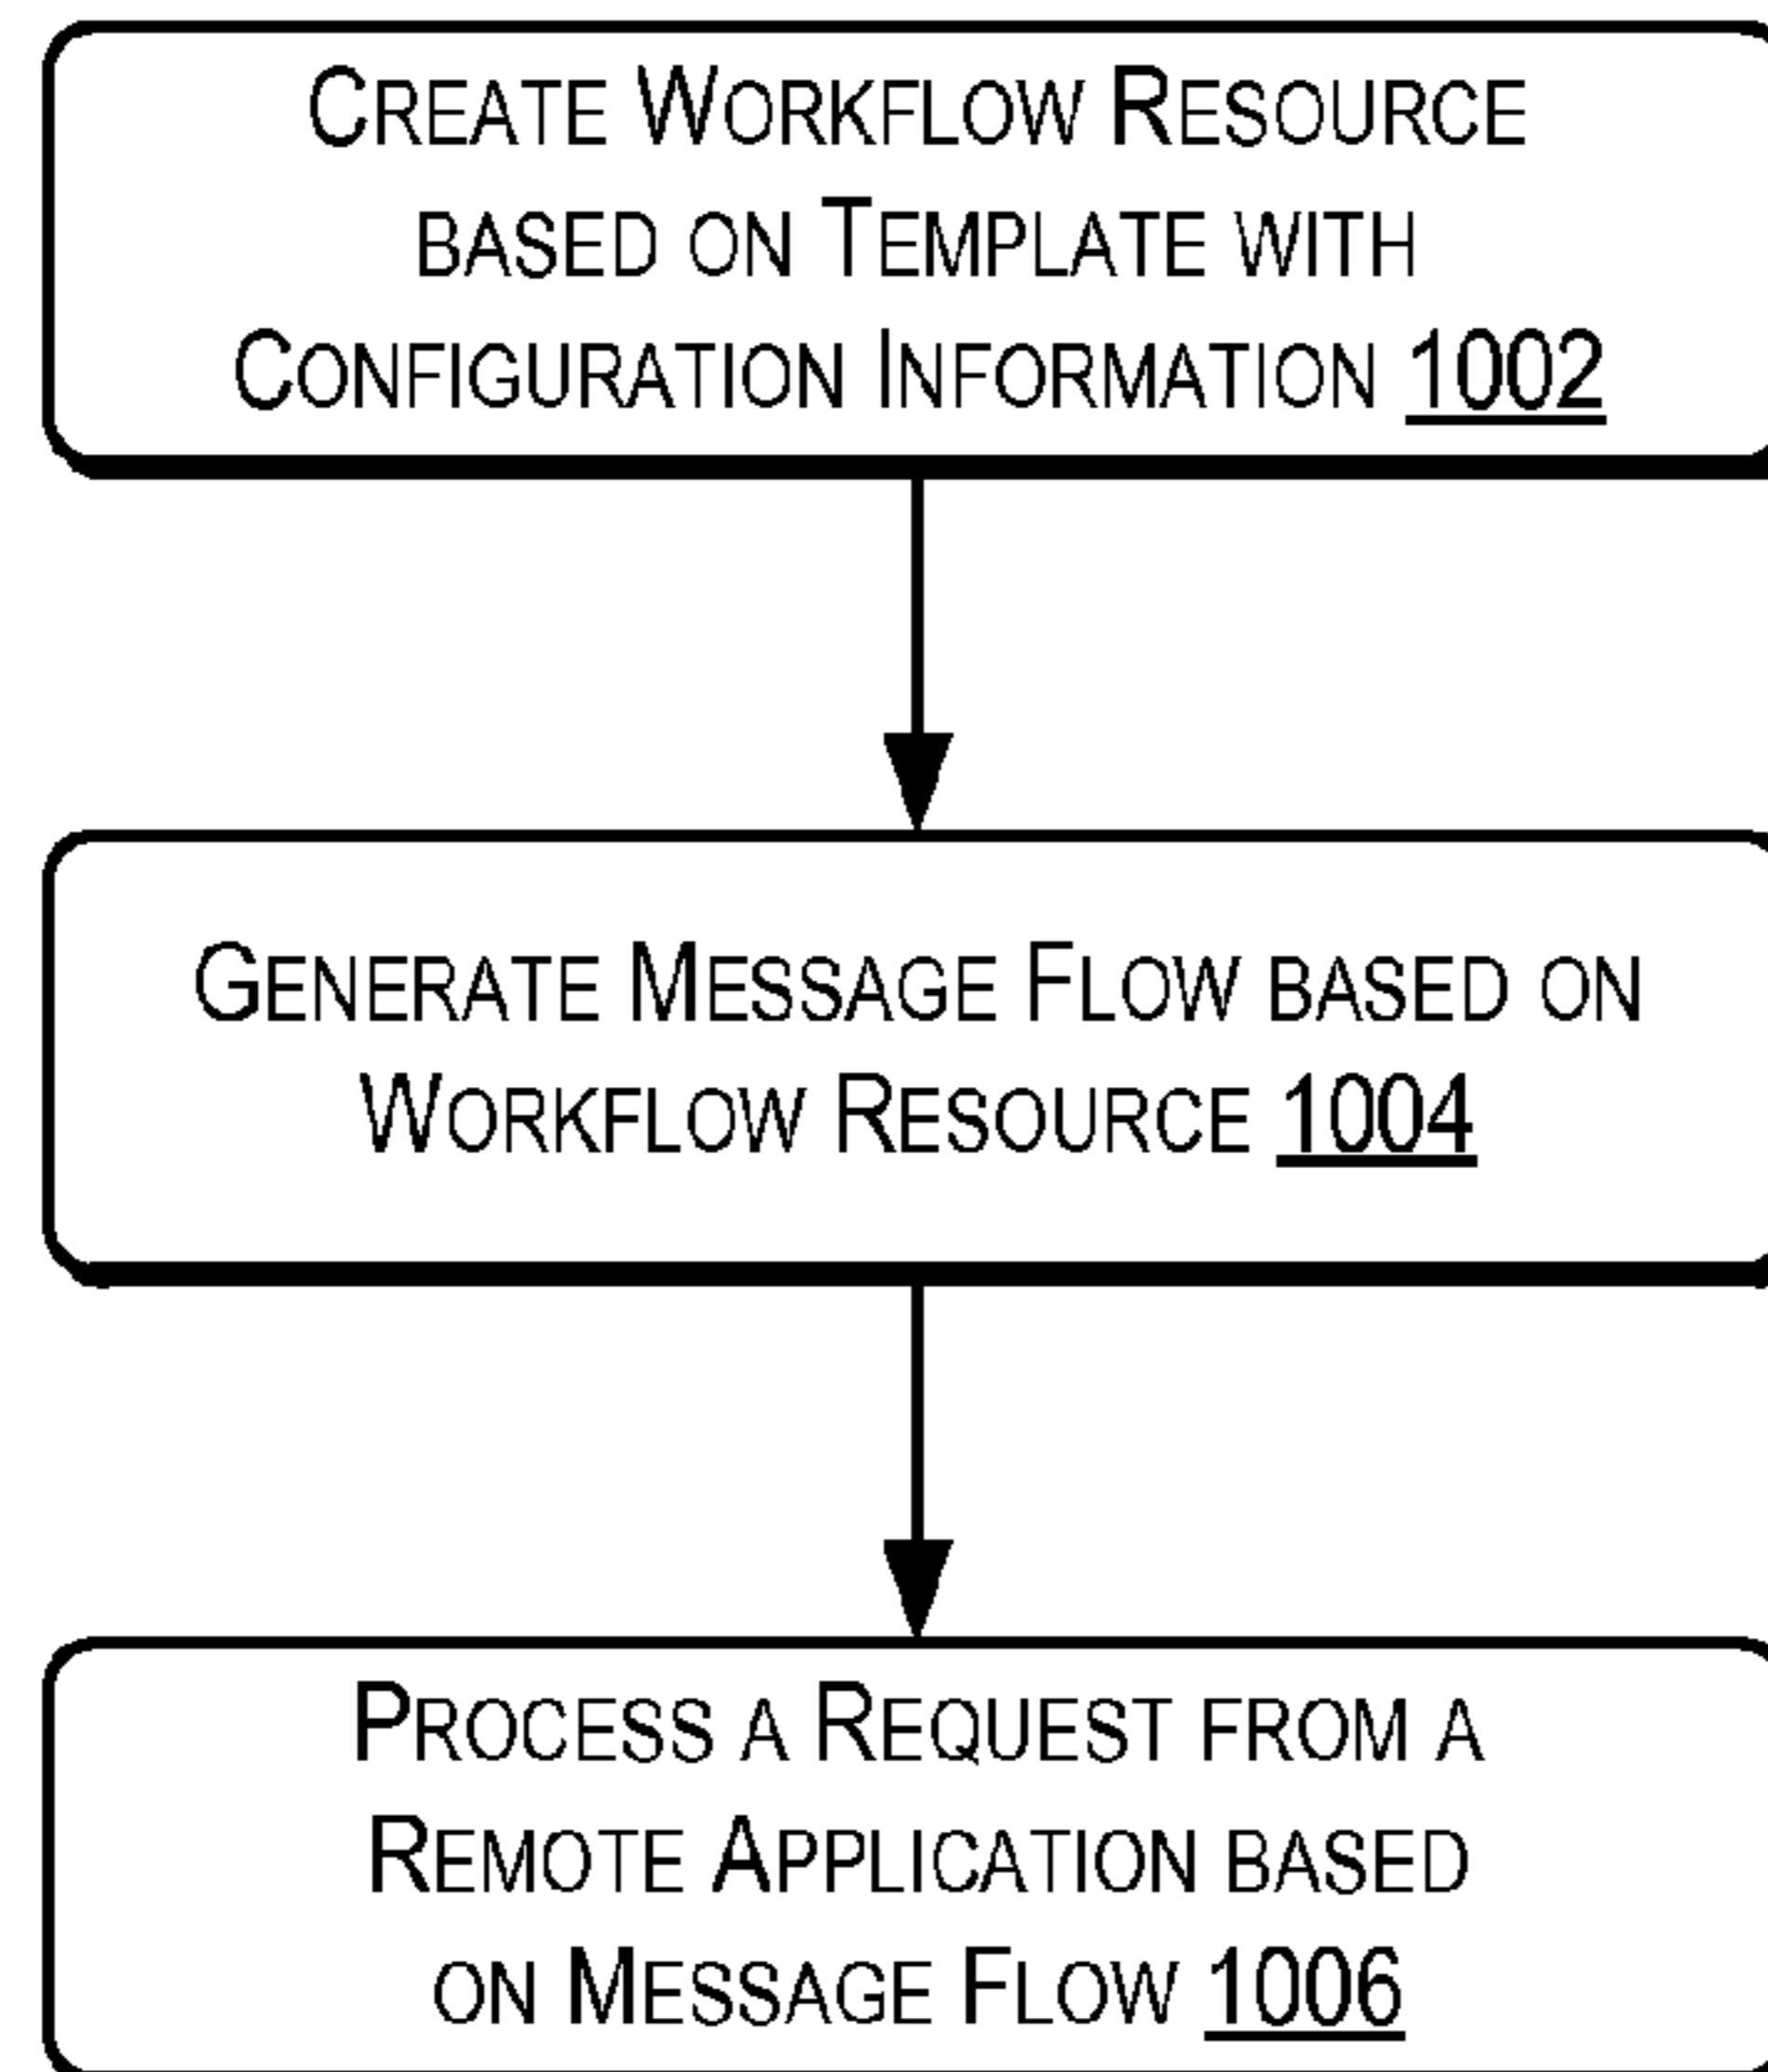 CREATE WORKFLOW RESOURCE
BASED ON TEMPLATE WITH
CONFIGURATION INFORMATION 1002
GENERATE MESSAGE FLOW BASED ON
WORKFLOW RESOURCE 1004
PROCESS A REQUEST FROM A
REMOTE APPLICATION BASED
ON MESSAGE FLOW 1006